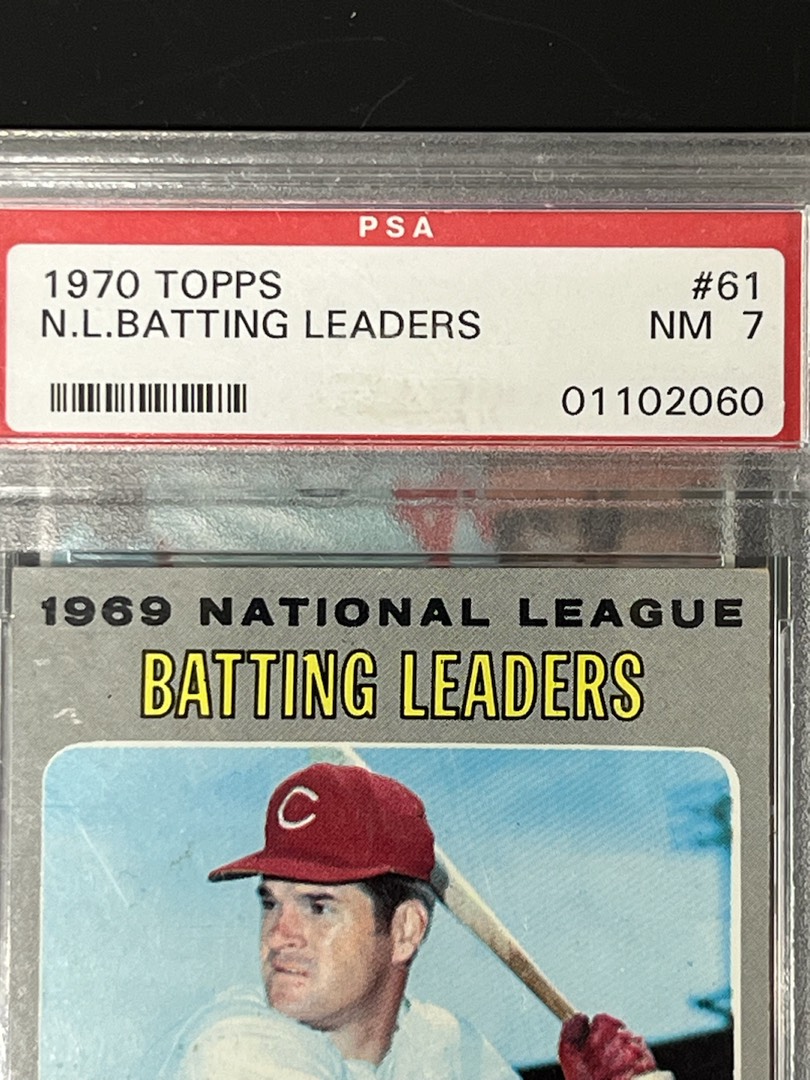 PSA
1970 TOPPS #61
N.L.BATTING LEADERS NM 7
01102060
1969 NATIONAL LEAGUE
BATTING LEADERS
C